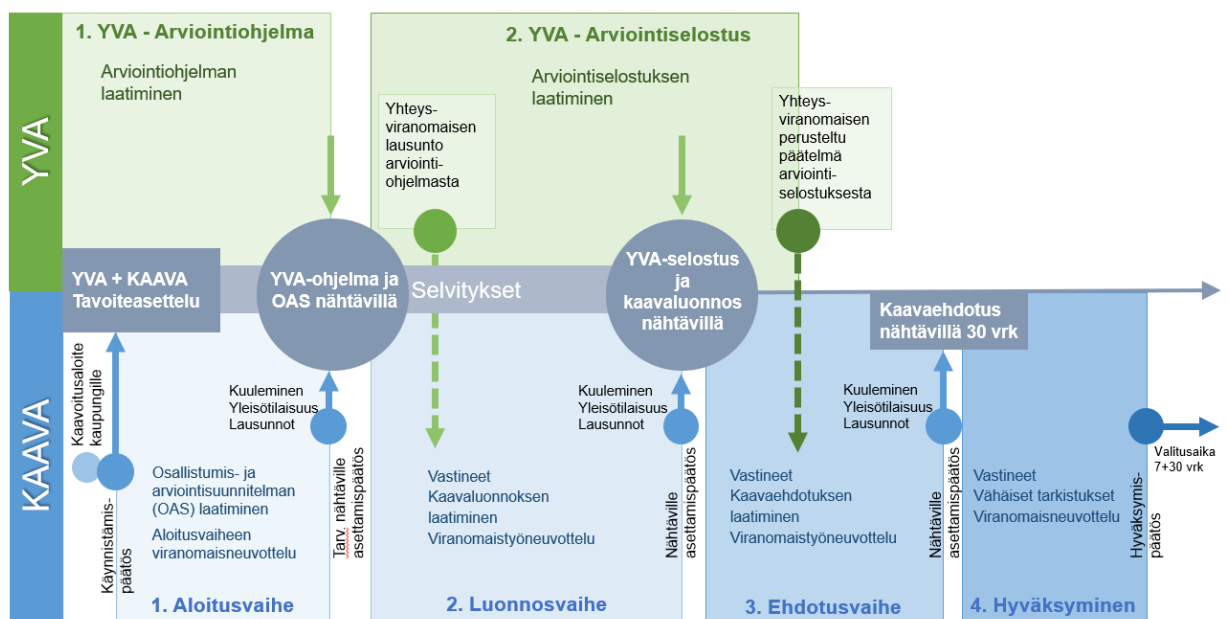 YVA
1. YVA - Arviointiohjelma
Arviointiohjelman
laatiminen
Yhteys-
viranomaisen
lausunto
arviointi-
ohjelmasta
2. YVA - Arviointiselostus
Arviointiselostuksen
laatiminen
Yhteys-
viranomaisen
perusteltu
päätelmä
arviointi-
selostuksesta
YVA + KAAVA
Tavoiteasettelu
YVA-ohjelma ja
OAS nähtävillä
Selvitykset
YVA-selostus
ja
kaavaluonnos
nähtävillä
Kaavaehdotus
nähtävillä 30 vrk
KAAVA
Kaavoitusaloite
kaupungille
Käynnistämis-
päätös
Osallistumis- ja
arviointisuunnitelman
(OAS) laatiminen
Aloitusvaiheen
viranomaisneuvottelu
Kuuleminen
Yleisötilaisuus
Lausunnot
Tarv. nähtäville
asettamispäätös
1. Aloitusvaihe
Vastineet
Kaavaluonnoksen
laatiminen
Viranomaistyöneuvottelu
Kuuleminen
Yleisötilaisuus
Lausunnot
Nähtäville
asettamispäätös
2. Luonnosvaihe
Vastineet
Kaavaehdotuksen
laatiminen
Viranomaistyöneuvottelu
Kuuleminen
Yleisötilaisuus
Lausunnot
Nähtäville
asettamispäätös
3. Ehdotusvaihe
Vastineet
Vähäiset tarkistukset
Viranomaisneuvottelu
Hyväksymis-
päätös
Valitusaika
7+30 vrk
4. Hyväksyminen